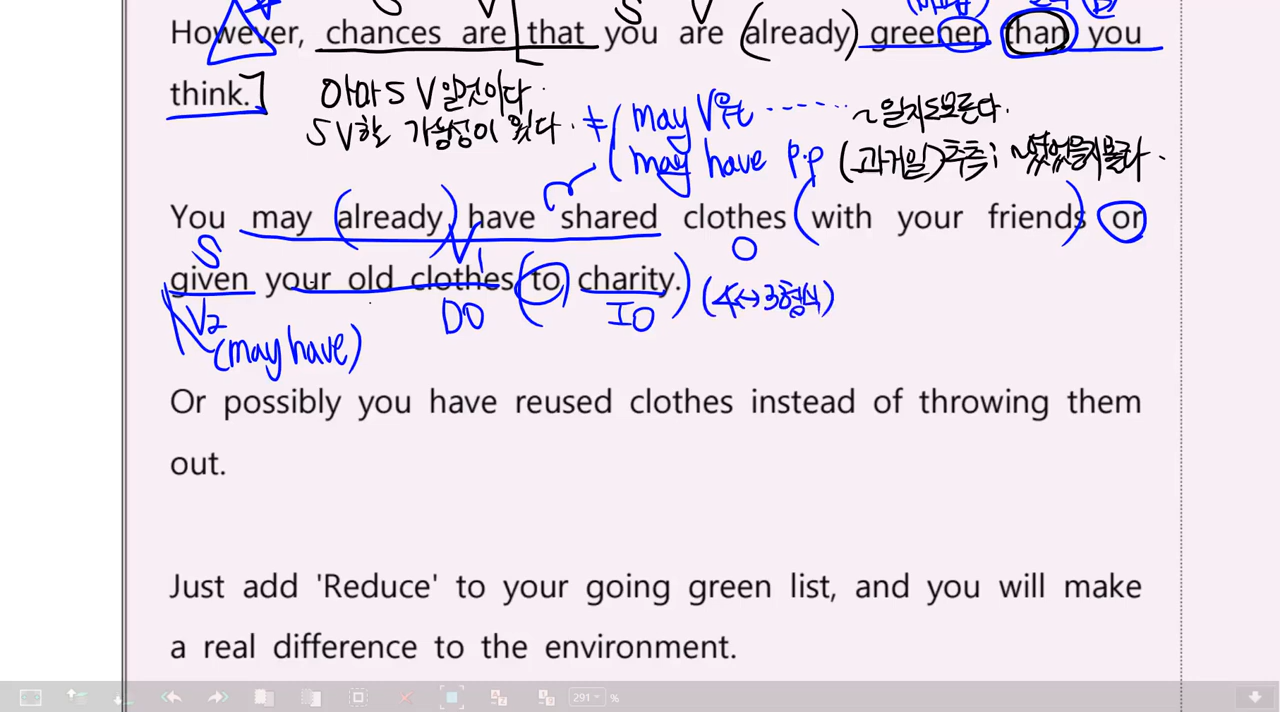 S V S V
However, chances are that you are (already) greener than you
think.] 아마 S V 일것이다.
S V할 가능성이 있다. ≠ ( may V원 ------ ~일지도모른다.
( may have p.p (과거일) 추측; ~었을지몰라.
You may (already) have shared clothes (with your friends) or
S V1 O
given your old clothes (to charity.) (4↔3형식)
V2 DO IO
(may have)
Or possibly you have reused clothes instead of throwing them
out.
Just add 'Reduce' to your going green list, and you will make
a real difference to the environment.
291 %